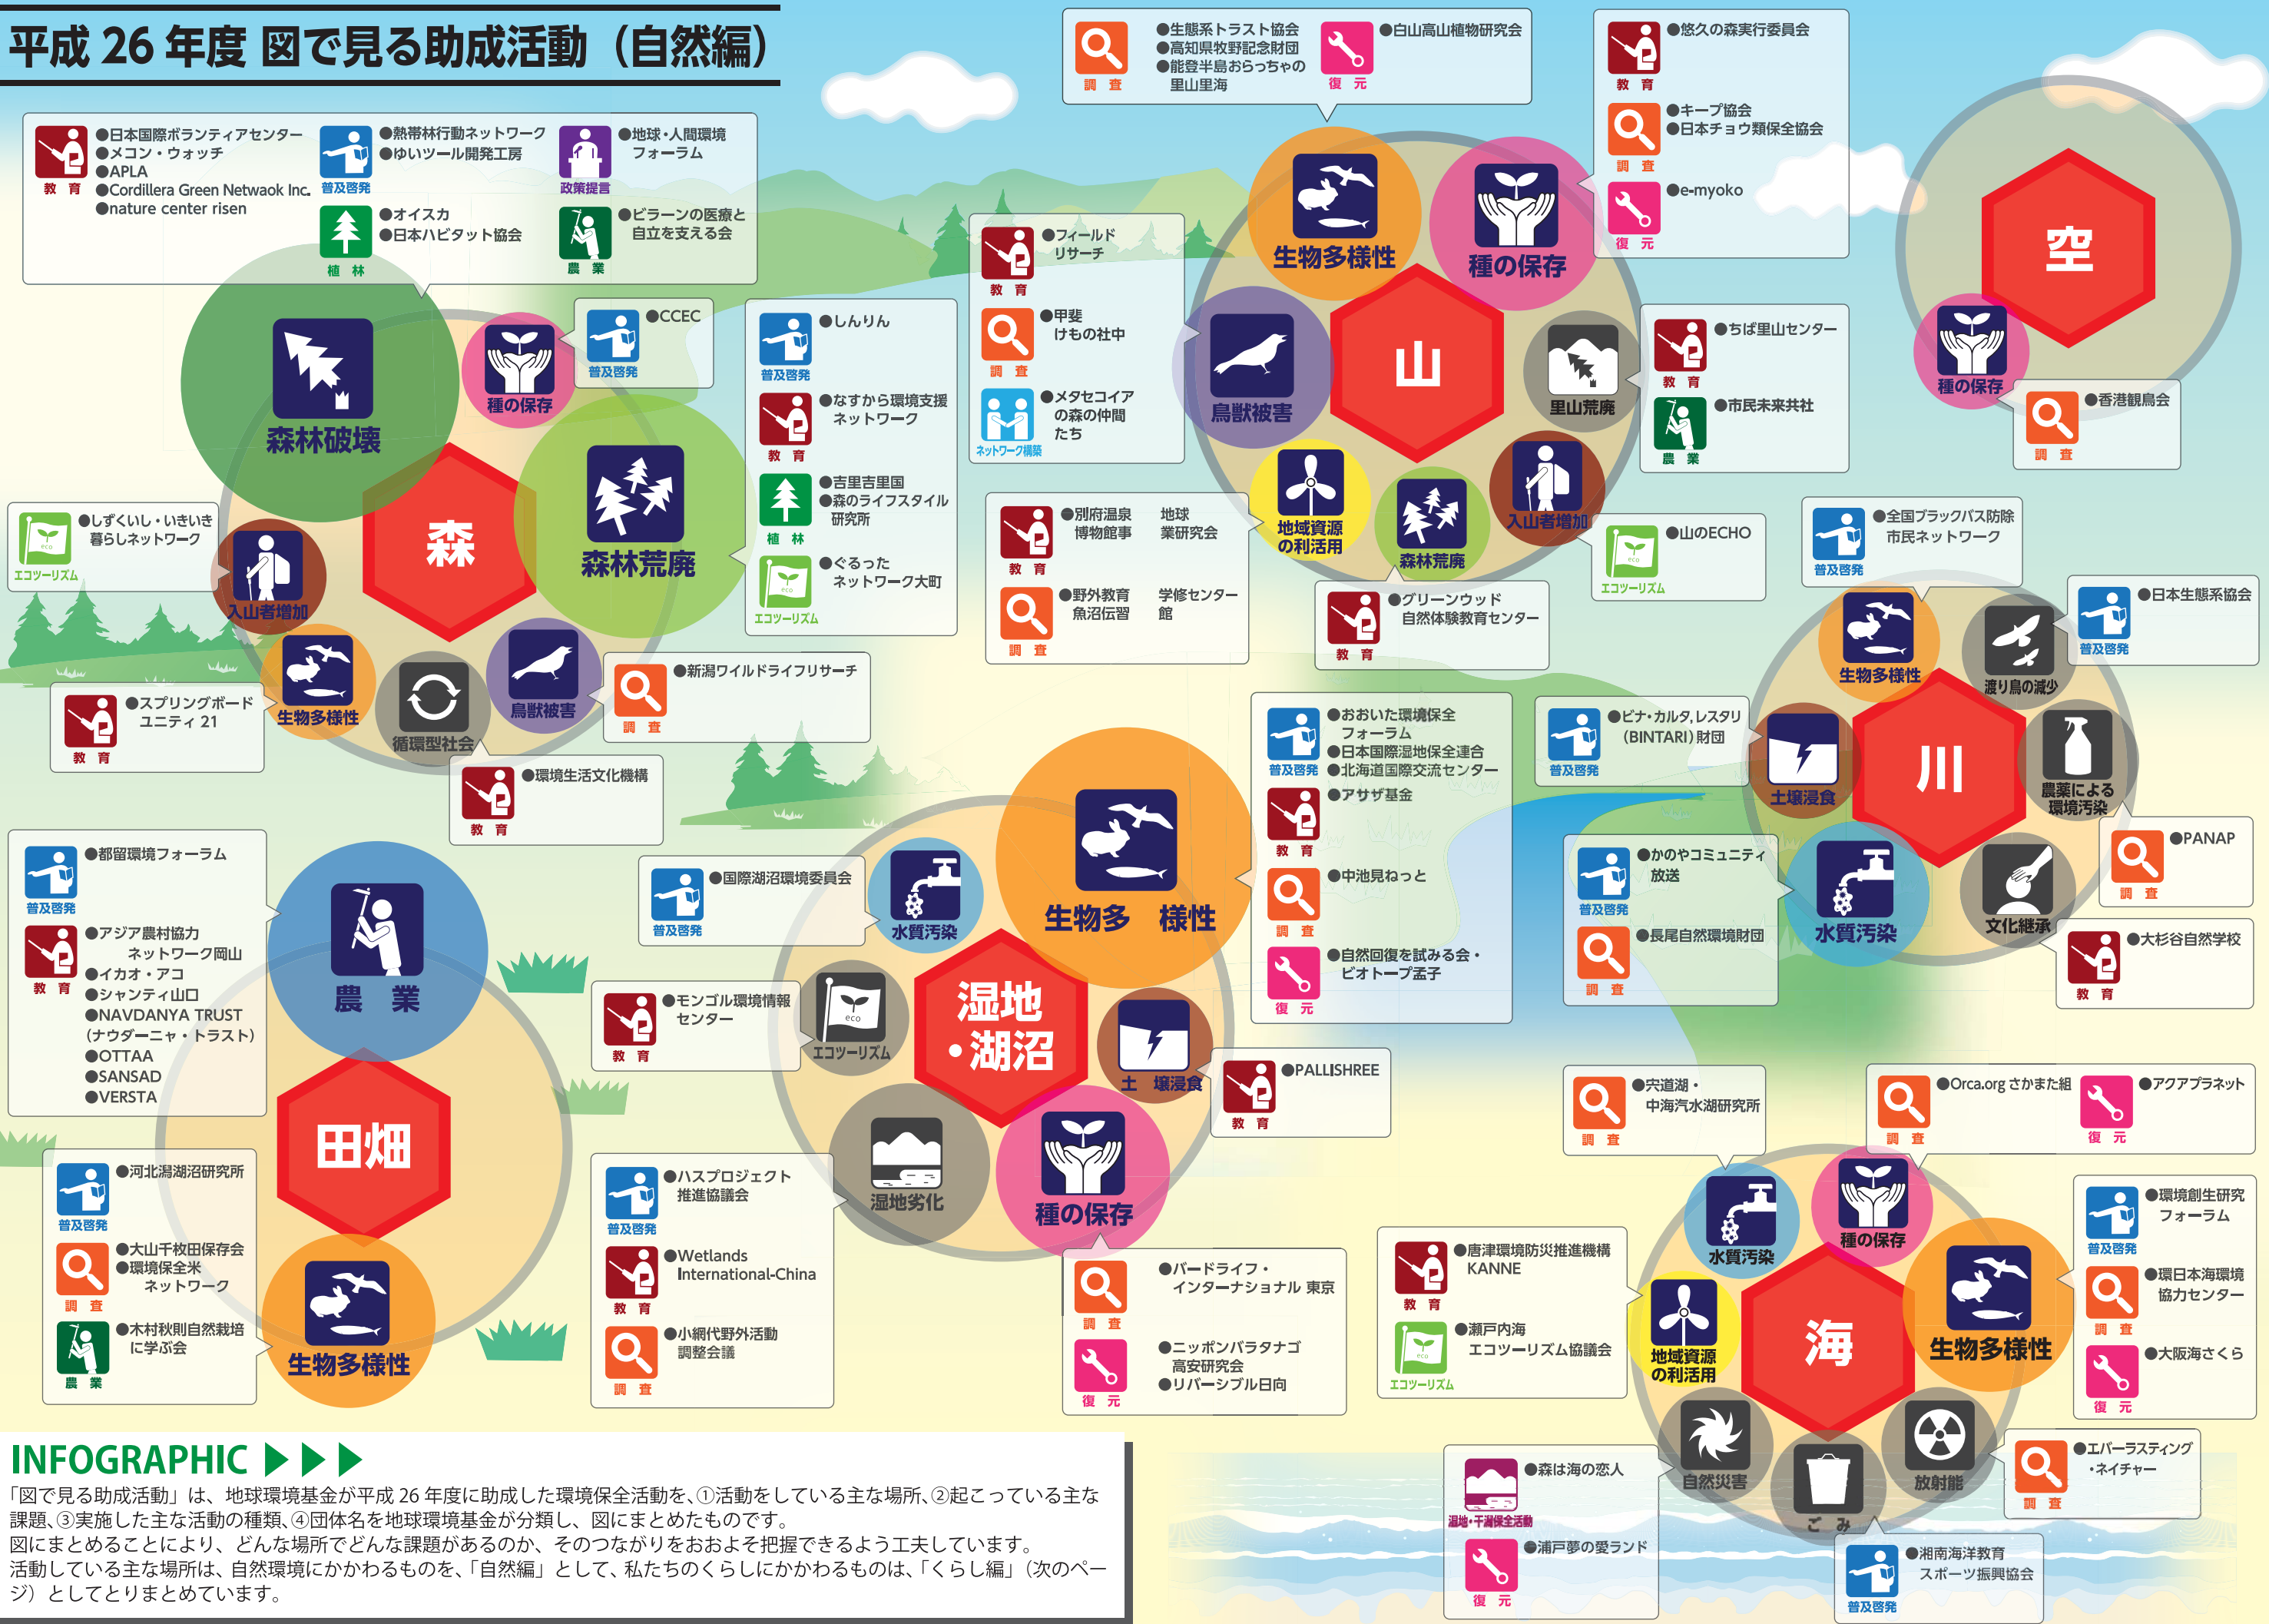 平成 26 年度 図で見る助成活動（自然編）
教 育
●日本国際ボランティアセンター
●メコン・ウォッチ
●APLA
●Cordillera Green Netwaok Inc.
●nature center risen
普及啓発
●熱帯林行動ネットワーク
●ゆいツール開発工房
植 林
●オイスカ
●日本ハビタット協会
政策提言
●地球・人間環境
フォーラム
農 業
●ビラーンの医療と
自立を支える会
森林破壊
種の保存
普及啓発
●CCEC
森
森林荒廃
普及啓発
●しんりん
教 育
●なすから環境支援
ネットワーク
植 林
●吉里吉里国
●森のライフスタイル
研究所
エコツーリズム
●ぐるった
ネットワーク大町
エコツーリズム
●しずくいし・いきいき
暮らしネットワーク
入山者増加
生物多様性
教 育
●スプリングボード
ユニティ 21
循環型社会
教 育
●環境生活文化機構
鳥獣被害
調 査
●新潟ワイルドライフリサーチ
調 査
●生態系トラスト協会
●高知県牧野記念財団
●能登半島おらっちゃの
里山里海
復 元
●白山高山植物研究会
生物多様性
種の保存
教 育
●悠久の森実行委員会
調 査
●キープ協会
●日本チョウ類保全協会
復 元
●e-myoko
山
鳥獣被害
教 育
●フィールド
リサーチ
調 査
●甲斐
けもの社中
ネットワーク構築
●メタセコイア
の森の仲間
たち
里山荒廃
教 育
●ちば里山センター
農 業
●市民未来共社
地域資源
の利活用
教 育
●別府温泉 地球
博物館事 業研究会
調 査
●野外教育 学修センター
魚沼伝習 館
森林荒廃
教 育
●グリーンウッド
自然体験教育センター
入山者増加
エコツーリズム
●山のECHO
空
種の保存
調 査
●香港観鳥会
川
生物多様性
普及啓発
●全国ブラックバス防除
市民ネットワーク
渡り鳥の減少
普及啓発
●日本生態系協会
土壌浸食
普及啓発
●ビナ・カルタ,レスタリ
（BINTARI）財団
農薬による
環境汚染
調 査
●PANAP
水質汚染
普及啓発
●かのやコミュニティ
放送
調 査
●長尾自然環境財団
文化継承
教 育
●大杉谷自然学校
田畑
農 業
普及啓発
●都留環境フォーラム
教 育
●アジア農村協力
ネットワーク岡山
●イカオ・アコ
●シャンティ山口
●NAVDANYA TRUST
（ナウダーニャ・トラスト）
●OTTAA
●SANSAD
●VERSTA
生物多様性
普及啓発
●河北潟湖沼研究所
調 査
●大山千枚田保存会
●環境保全米
ネットワーク
農 業
●木村秋則自然栽培
に学ぶ会
湿地
・湖沼
水質汚染
普及啓発
●国際湖沼環境委員会
生物多 様性
普及啓発
●おおいた環境保全
フォーラム
●日本国際湿地保全連合
●北海道国際交流センター
教 育
●アサザ基金
調 査
●中池見ねっと
復 元
●自然回復を試みる会・
ビオトープ孟子
エコツーリズム
教 育
●モンゴル環境情報
センター
土 壌浸食
教 育
●PALLISHREE
湿地劣化
普及啓発
●ハスプロジェクト
推進協議会
教 育
●Wetlands
International-China
調 査
●小網代野外活動
調整会議
種の保存
調 査
●バードライフ・
インターナショナル 東京
復 元
●ニッポンバラタナゴ
高安研究会
●リバーシブル日向
海
水質汚染
調 査
●宍道湖・
中海汽水湖研究所
種の保存
調 査
●Orca.org さかまた組
復 元
●アクアプラネット
生物多様性
普及啓発
●環境創生研究
フォーラム
調 査
●環日本海環境
協力センター
復 元
●大阪海さくら
地域資源
の利活用
教 育
●唐津環境防災推進機構
KANNE
エコツーリズム
●瀬戸内海
エコツーリズム協議会
自然災害
湿地・干潟保全活動
●森は海の恋人
復 元
●浦戸夢の愛ランド
ご み
普及啓発
●湘南海洋教育
スポーツ振興協会
放射能
調 査
●エバーラスティング
・ネイチャー
INFOGRAPHIC ▶ ▶ ▶
「図で見る助成活動」は、地球環境基金が平成 26 年度に助成した環境保全活動を、①活動をしている主な場所、②起こっている主な
課題、③実施した主な活動の種類、④団体名を地球環境基金が分類し、図にまとめたものです。
図にまとめることにより、どんな場所でどんな課題があるのか、そのつながりをおおよそ把握できるよう工夫しています。
活動している主な場所は、自然環境にかかわるものを、「自然編」として、私たちのくらしにかかわるものは、「くらし編」（次のペー
ジ）としてとりまとめています。